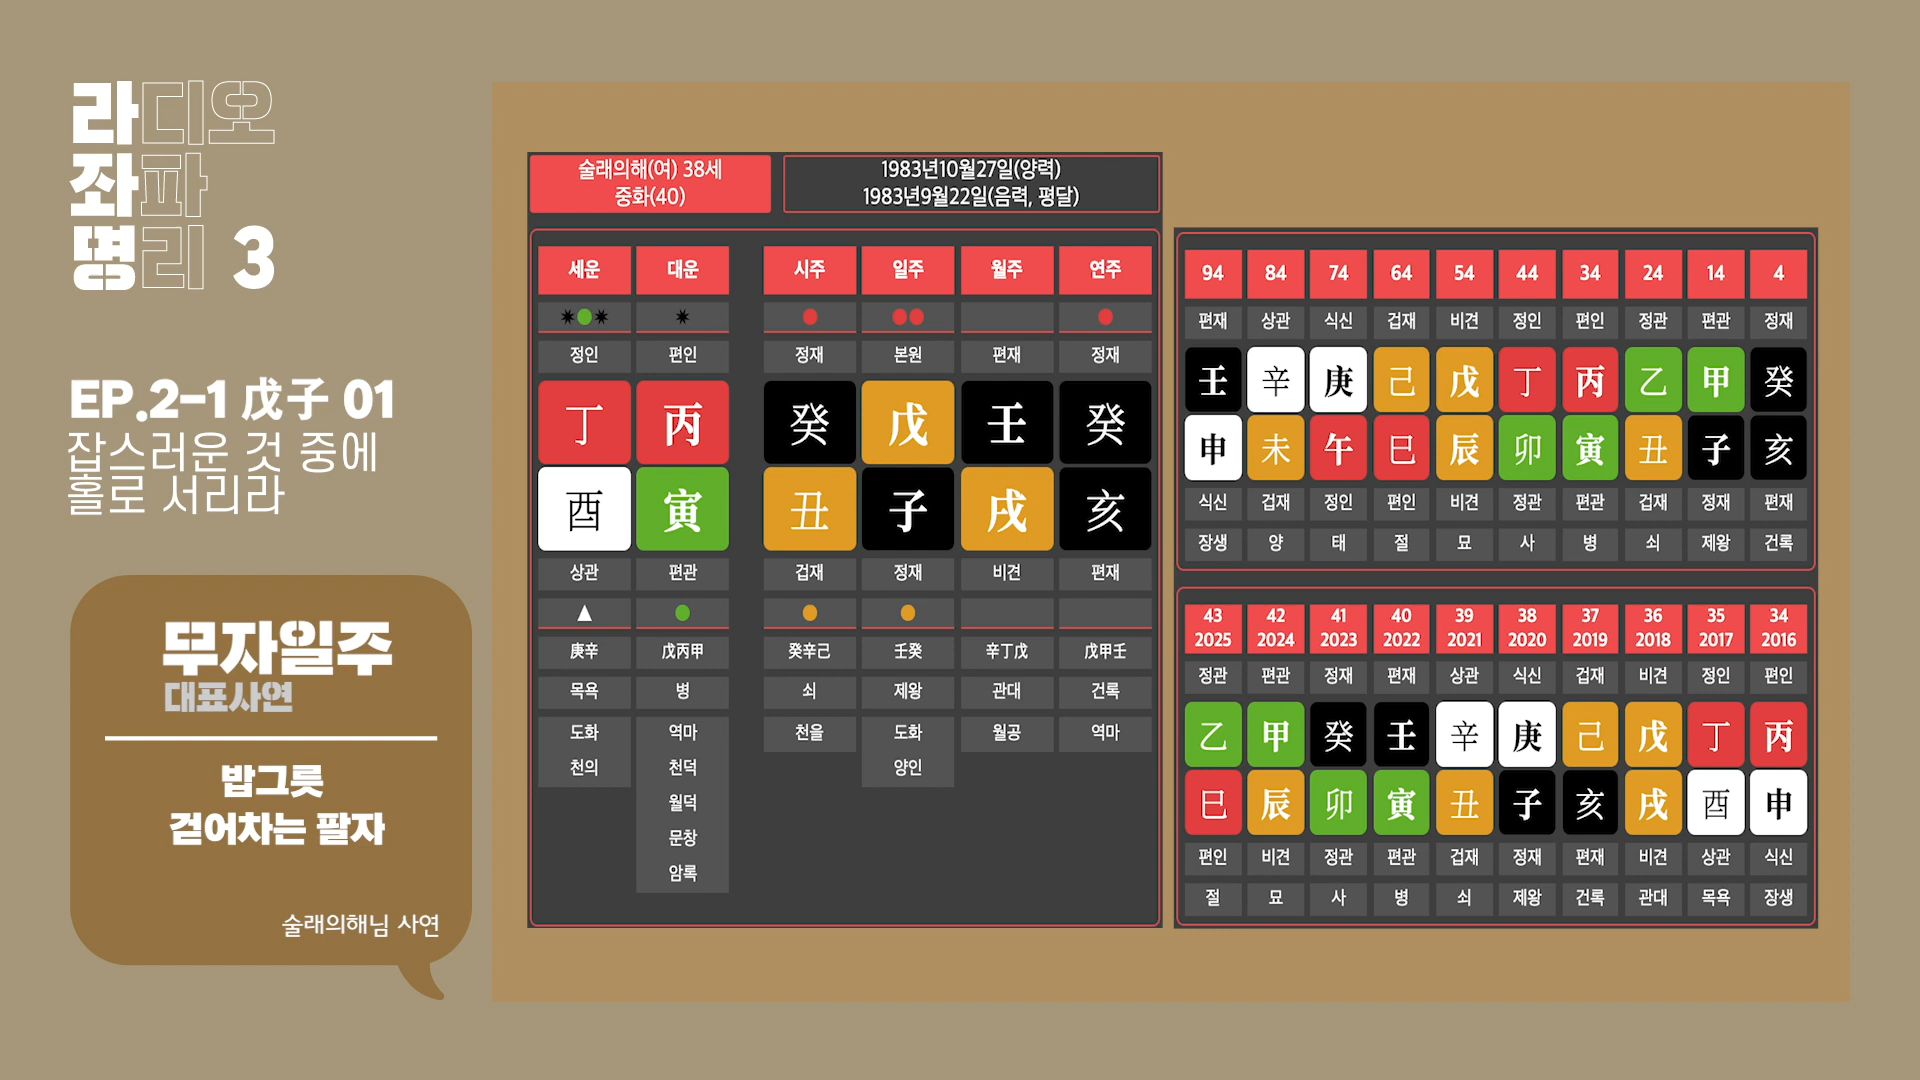 라디오
좌파
명리 3
EP.2-1 戊子 01
잡스러운 것 중에
홀로 서리라
무자일주
대표사연
밥그릇
걷어차는 팔자
술래의해님 사연
술래의해(여) 38세
중화(40)
1983년10월27일(양력)
1983년9월22일(음력, 평달)
세운 대운 시주 일주 월주 연주
정인 편인 정재 본원 편재 정재
丁 丙 癸 戊 壬 癸
酉 寅 丑 子 戌 亥
상관 편관 겁재 정재 비견 편재
庚辛 戊丙甲 癸辛己 壬癸 辛丁戊 戊甲壬
목욕 병 쇠 제왕 관대 건록
도화 역마 천을 도화 월공 역마
천의 천덕 양인
월덕
문창
암록
94 84 74 64 54 44 34 24 14 4
편재 상관 식신 겁재 비견 정인 편인 정관 편관 정재
壬 辛 庚 己 戊 丁 丙 乙 甲 癸
申 未 午 巳 辰 卯 寅 丑 子 亥
식신 겁재 정인 편인 비견 정관 편관 겁재 정재 편재
장생 양 태 절 묘 사 병 쇠 제왕 건록
43 42 41 40 39 38 37 36 35 34
2025 2024 2023 2022 2021 2020 2019 2018 2017 2016
정관 편관 정재 편재 상관 식신 겁재 비견 정인 편인
乙 甲 癸 壬 辛 庚 己 戊 丁 丙
巳 辰 卯 寅 丑 子 亥 戌 酉 申
편인 비견 정관 편관 겁재 정재 편재 비견 상관 식신
절 묘 사 병 쇠 제왕 건록 관대 목욕 장생